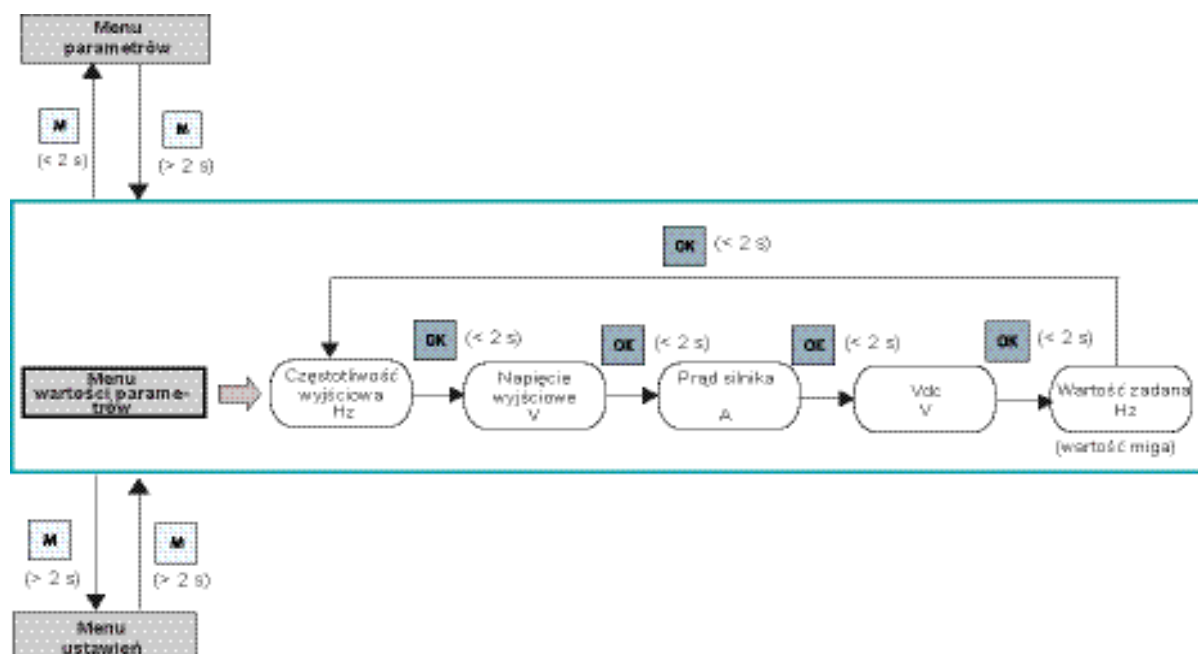 Menu
parametrów
M
M
(< 2 s)
(> 2 s)
OK (< 2 s)
OK (< 2 s)
OK (< 2 s)
OK (< 2 s)
OK (< 2 s)
Menu
wartości parame-
trów
Częstotliwość
wyjściowa
Hz
Napięcie
wyjściowe
V
Prąd silnika
A
Vdc
V
Wartość zadana
Hz
(wartość miga)
M
M
(> 2 s)
(> 2 s)
Menu
ustawień